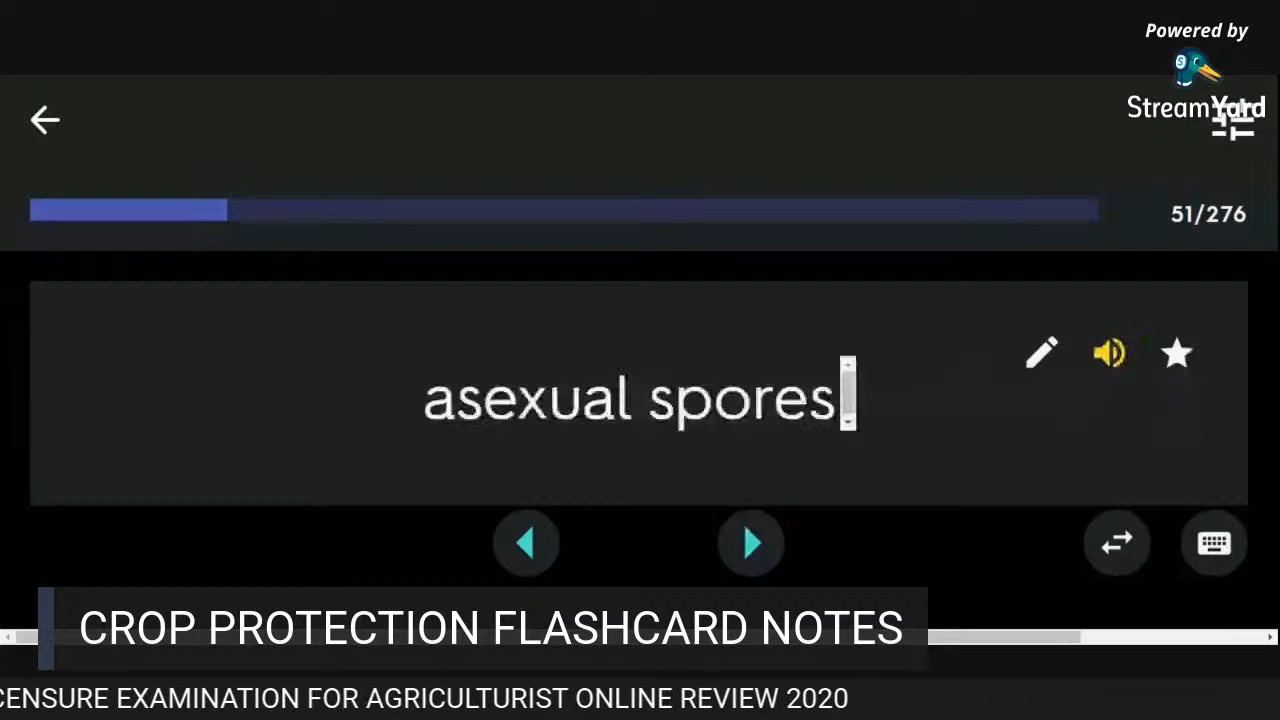 Powered by
StreamYard
51/276
asexual spores
CROP PROTECTION FLASHCARD NOTES
CENSURE EXAMINATION FOR AGRICULTURIST ONLINE REVIEW 2020